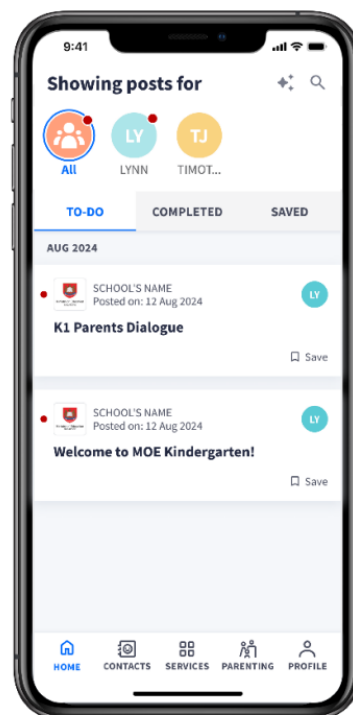 9:41
Showing posts for
LY
TJ
All
LYNN
TIMOT...
TO-DO
COMPLETED
SAVED
AUG 2024
SCHOOL'S NAME
LY
Posted on: 12 Aug 2024
K1 Parents Dialogue
Save
SCHOOL'S NAME
LY
Posted on: 12 Aug 2024
Welcome to MOE Kindergarten!
Save
HOME
CONTACTS
SERVICES
PARENTING
PROFILE